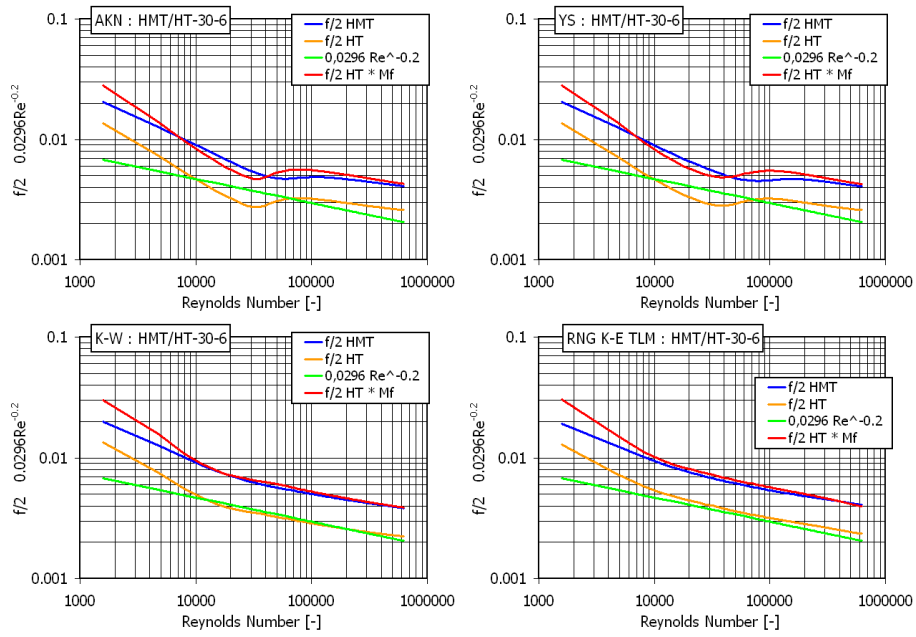 AKN : HMT/HT-30-6
f/2 HMT
f/2 HT
0,0296 Re^-0.2
f/2 HT * Mf
0.1
0.01
0.001
f/2 0.0296Re^-0.2
1000 10000 100000 1000000
Reynolds Number [-]
YS : HMT/HT-30-6
f/2 HMT
f/2 HT
0,0296 Re^-0.2
f/2 HT * Mf
0.1
0.01
0.001
f/2 0.0296Re^-0.2
1000 10000 100000 1000000
Reynolds Number [-]
K-W : HMT/HT-30-6
f/2 HMT
f/2 HT
0,0296 Re^-0.2
f/2 HT * Mf
0.1
0.01
0.001
f/2 0.0296Re^-0.2
1000 10000 100000 1000000
Reynolds Number [-]
RNG K-E TLM : HMT/HT-30-6
f/2 HMT
f/2 HT
0,0296 Re^-0.2
f/2 HT * Mf
0.1
0.01
0.001
f/2 0.0296Re^-0.2
1000 10000 100000 1000000
Reynolds Number [-]